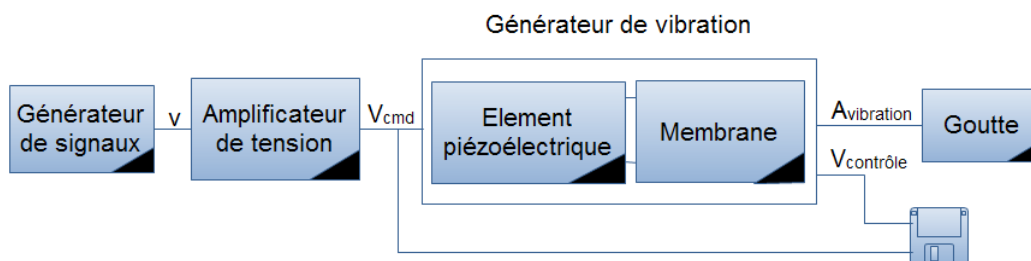 Générateur de vibration
Générateur
de signaux
v
Amplificateur
de tension
Vcmd
Element
piézoélectrique
Membrane
Avibration
Vcontrôle
Goutte